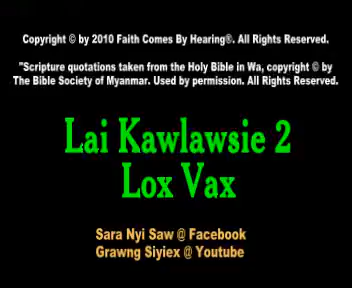 Copyright © by 2010 Faith Comes By Hearing®. All Rights Reserved.
"Scripture quotations taken from the Holy Bible in Wa, copyright © by
The Bible Society of Myanmar. Used by permission. All Rights Reserved.
Lai Kawlawsie 2
Lox Vax
Sara Nyi Saw @ Facebook
Grawng Siyiex @ Youtube